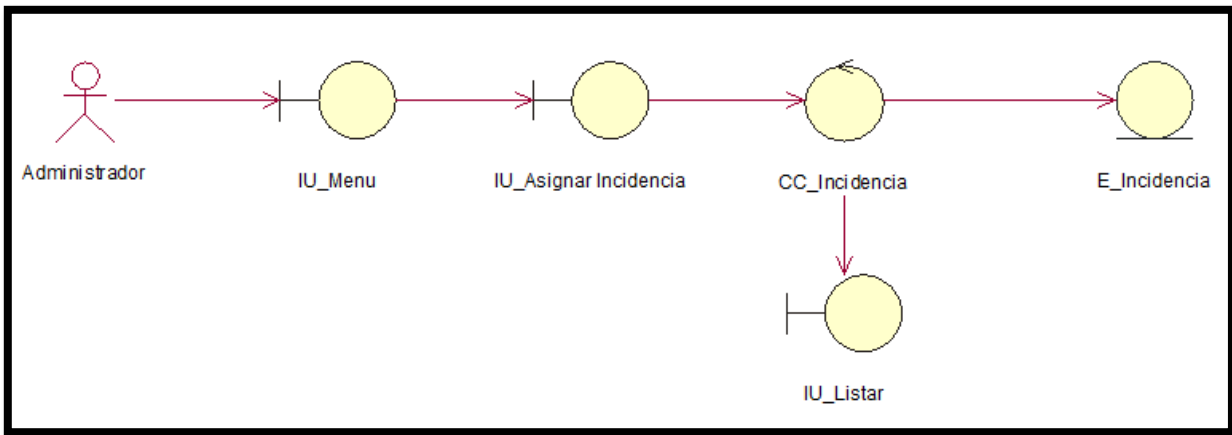 Administrador
IU_Menu
IU_Asignar Incidencia
CC_Incidencia
E_Incidencia
IU_Listar